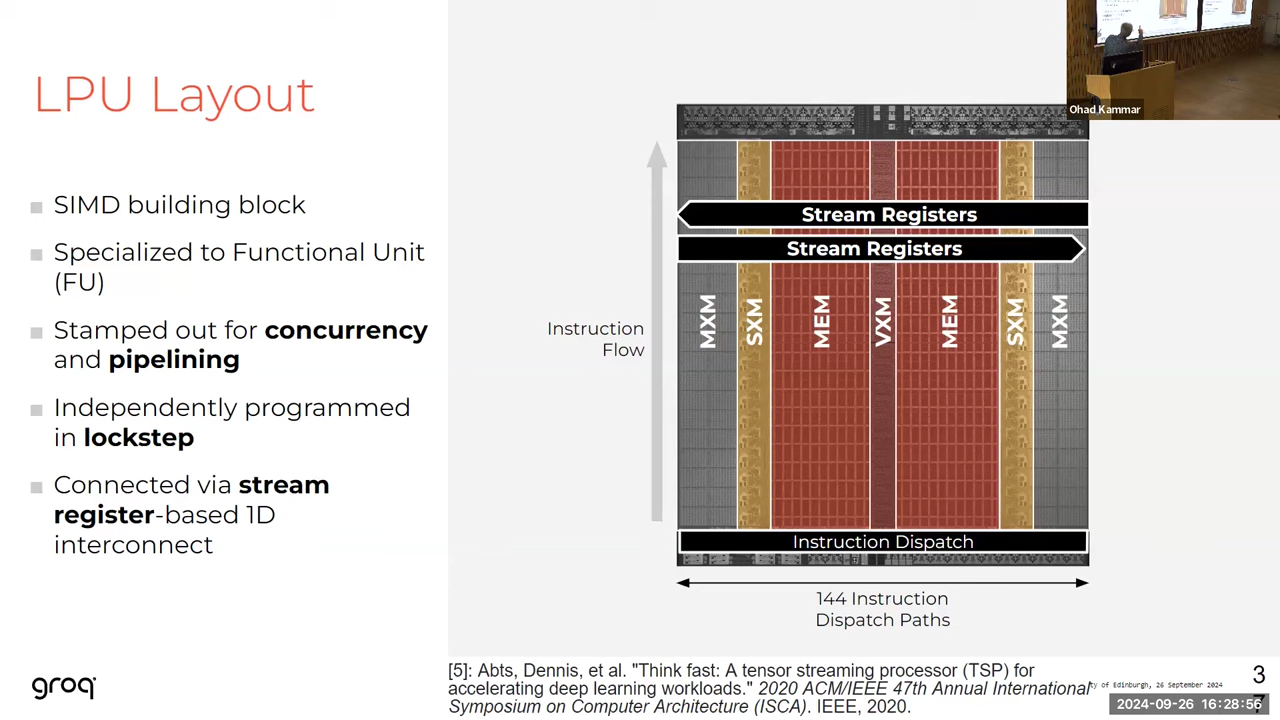 LPU Layout
SIMD building block
Specialized to Functional Unit
(FU)
Stamped out for concurrency
and pipelining
Independently programmed
in lockstep
Connected via stream
register-based 1D
interconnect
groq
Ohad Kammar
Stream Registers
Stream Registers
Instruction
Flow
MXM
SXM
MEM
VXM
MEM
SXM
MXM
Instruction Dispatch
144 Instruction
Dispatch Paths
[5]: Abts, Dennis, et al. "Think fast: A tensor streaming processor (TSP) for
accelerating deep learning workloads." 2020 ACM/IEEE 47th Annual International
Symposium on Computer Architecture (ISCA). IEEE, 2020.
3
of Edinburgh, 26 September 2024
2024-09-26 16:28:56